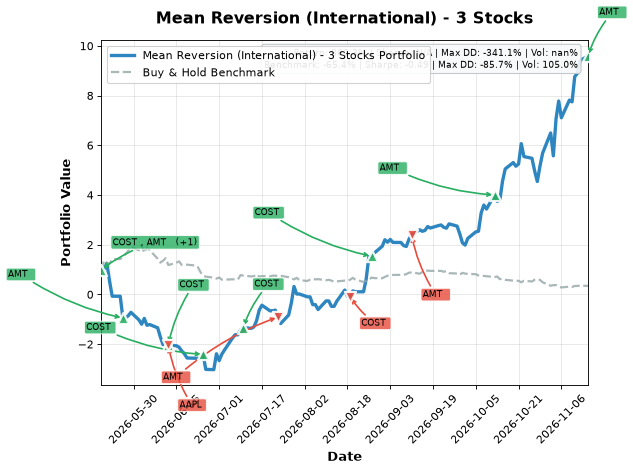 Mean Reversion (International) - 3 Stocks
AMT
Mean Reversion (International) - 3 Stocks Portfolio
| Max DD: -341.1% | Vol: nan%
Buy & Hold Benchmark
| Max DD: -85.7% | Vol: 105.0%
10
8
6
4
2
0
−2
Portfolio Value
AMT
COST
COST, AMT (+1)
AMT
COST
COST
AMT
COST
COST
AMT
AAPL
2026-05-30
2026-07-01
2026-07-17
2026-08-02
2026-08-18
2026-09-03
2026-09-19
2026-10-05
2026-10-21
2026-11-06
Date